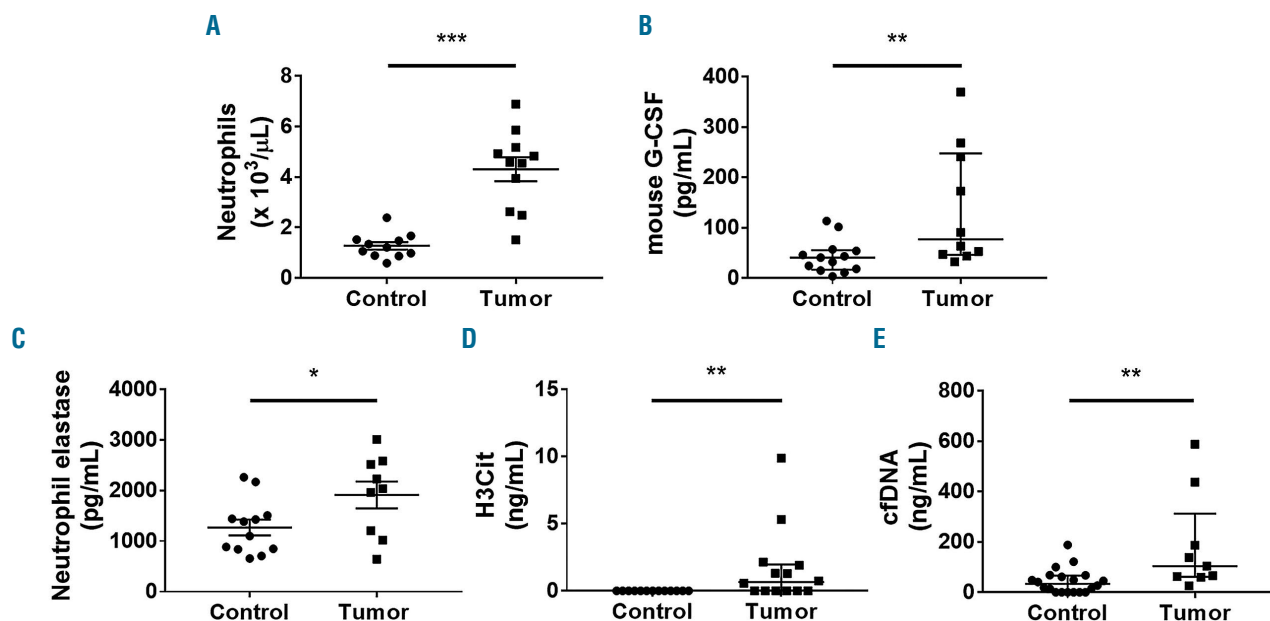 A
***
Neutrophils
(x 10³/μL)
8
6
4
2
0
Control
Tumor
B
**
mouse G-CSF
(pg/mL)
400
300
200
100
0
Control
Tumor
C
*
Neutrophil elastase
(pg/mL)
4000
3000
2000
1000
0
Control
Tumor
D
**
H3Cit
(ng/mL)
15
10
5
0
Control
Tumor
E
**
cfDNA
(ng/mL)
800
600
400
200
0
Control
Tumor